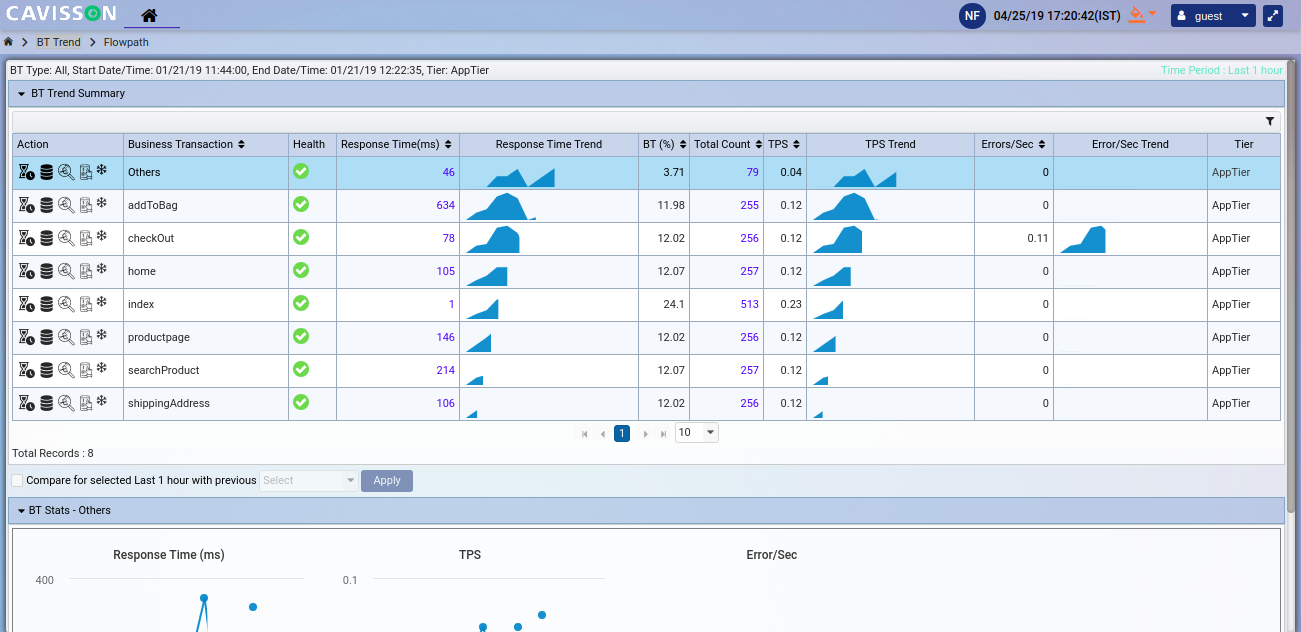 CAVISSON
NF 04/25/19 17:20:42(IST) guest
BT Trend Flowpath
BT Type: All, Start Date/Time: 01/21/19 11:44:00, End Date/Time: 01/21/19 12:22:35, Tier: AppTier Time Period : Last 1 hour
BT Trend Summary
Action Business Transaction Health Response Time(ms) Response Time Trend BT (%) Total Count TPS TPS Trend Errors/Sec Error/Sec Trend Tier
Others 46 3.71 79 0.04 0 AppTier
addToBag 634 11.98 255 0.12 0 AppTier
checkOut 78 12.02 256 0.12 0.11 AppTier
home 105 12.07 257 0.12 0 AppTier
index 1 24.1 513 0.23 0 AppTier
productpage 146 12.02 256 0.12 0 AppTier
searchProduct 214 12.07 257 0.12 0 AppTier
shippingAddress 106 12.02 256 0.12 0 AppTier
1 10
Total Records : 8
Compare for selected Last 1 hour with previous Select Apply
BT Stats - Others
Response Time (ms) TPS Error/Sec
400 0.1